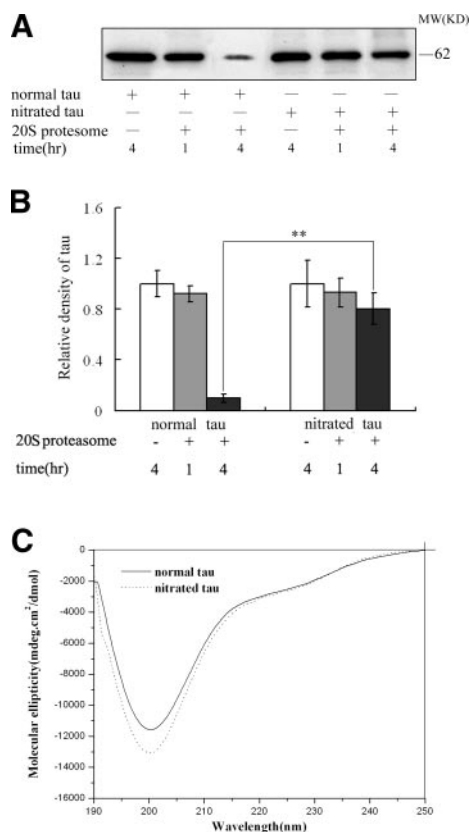 A
MW(KD)
62
normal tau + + + — — —
nitrated tau — — — + + +
20S protesome — + + — + +
time(hr) 4 1 4 4 1 4
B
Relative density of tau
1.6
1.2
0.8
0.4
0
**
normal tau nitrated tau
20S proteasome - + + - + +
time(hr) 4 1 4 4 1 4
C
Molecular ellipticity(mdeg.cm²/dmol)
0
-2000
-4000
-6000
-8000
-10000
-12000
-14000
-16000
normal tau
nitrated tau
190 200 210 220 230 240 250
Wavelength(nm)